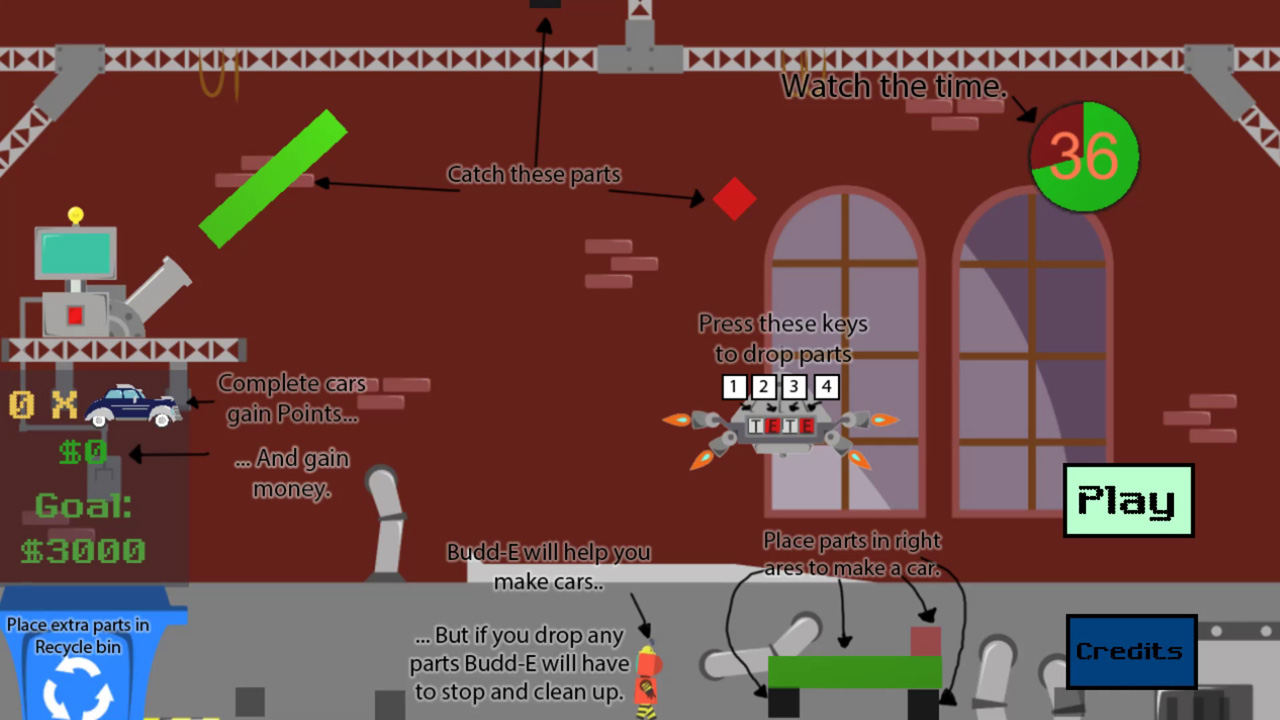 Watch the time.
36
Catch these parts
Press these keys
to drop parts
1 2 3 4
T E T E
Complete cars
gain Points...
0 X
$0
... And gain
money.
Goal:
$3000
Play
Budd-E will help you
make cars..
Place parts in right
ares to make a car.
Place extra parts in
Recycle bin
... But if you drop any
parts Budd-E will have
to stop and clean up.
Credits